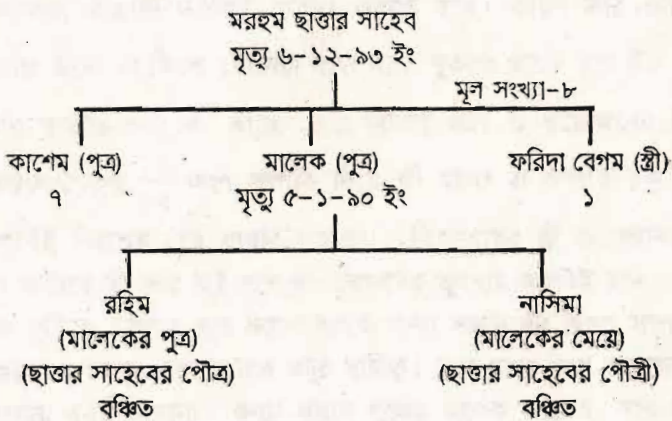 মরহুম ছাত্তার সাহেব
মৃত্যু ৬-১২-৯৩ ইং
মূল সংখ্যা-৮
কাশেম (পুত্র) মালেক (পুত্র) ফরিদা বেগম (স্ত্রী)
৭ মৃত্যু ৫-১-৯০ ইং ১
রহিম নাসিমা
(মালেকের পুত্র) (মালেকের মেয়ে)
(ছাত্তার সাহেবের পৌত্র) (ছাত্তার সাহেবের পৌত্রী)
বঞ্চিত বঞ্চিত